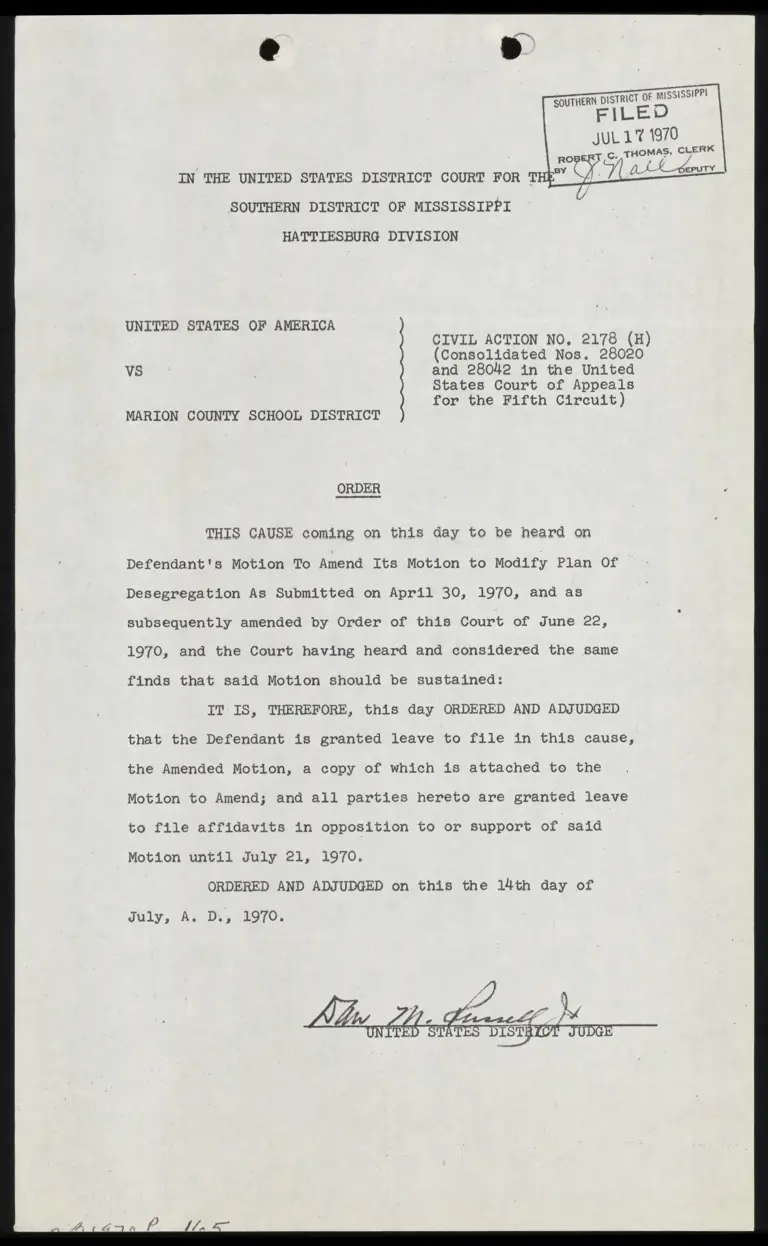 SOUTHERN DISTRICT OF MISSISSIPPI
FILED
JUL 17 1970
ROBERT C. THOMAS, CLERK
BY J. Nall DEPUTY
IN THE UNITED STATES DISTRICT COURT FOR THE
SOUTHERN DISTRICT OF MISSISSIPPI
HATTIESBURG DIVISION
UNITED STATES OF AMERICA
VS
MARION COUNTY SCHOOL DISTRICT
CIVIL ACTION NO. 2178 (H)
(Consolidated Nos. 28020
and 28042 in the United
States Court of Appeals
for the Fifth Circuit)
ORDER
THIS CAUSE coming on this day to be heard on
Defendant's Motion To Amend Its Motion to Modify Plan Of
Desegregation As Submitted on April 30, 1970, and as
subsequently amended by Order of this Court of June 22,
1970, and the Court having heard and considered the same
finds that said Motion should be sustained:
IT IS, THEREFORE, this day ORDERED AND ADJUDGED
that the Defendant is granted leave to file in this cause,
the Amended Motion, a copy of which is attached to the
Motion to Amend; and all parties hereto are granted leave
to file affidavits in opposition to or support of said
Motion until July 21, 1970.
ORDERED AND ADJUDGED on this the 14th day of
July, A. D., 1970.
Dan M. Russell Jr
UNITED STATES DISTRICT JUDGE